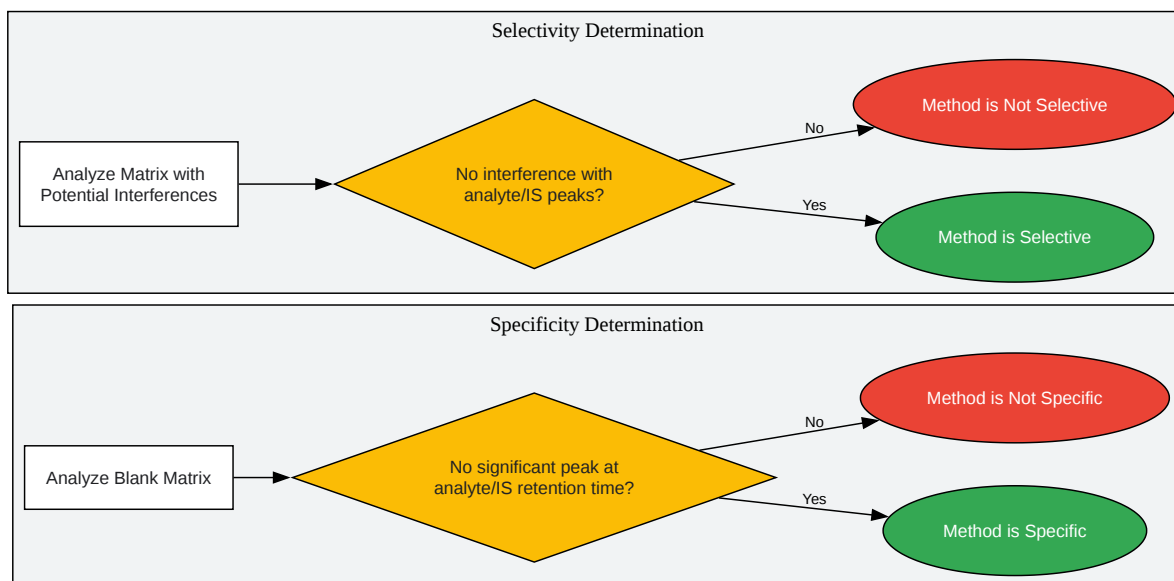 Selectivity Determination
Analyze Matrix with
Potential Interferences
No interference with
analyte/IS peaks?
No
Yes
Method is Not Selective
Method is Selective
Specificity Determination
Analyze Blank Matrix
No significant peak at
analyte/IS retention time?
No
Yes
Method is Not Specific
Method is Specific